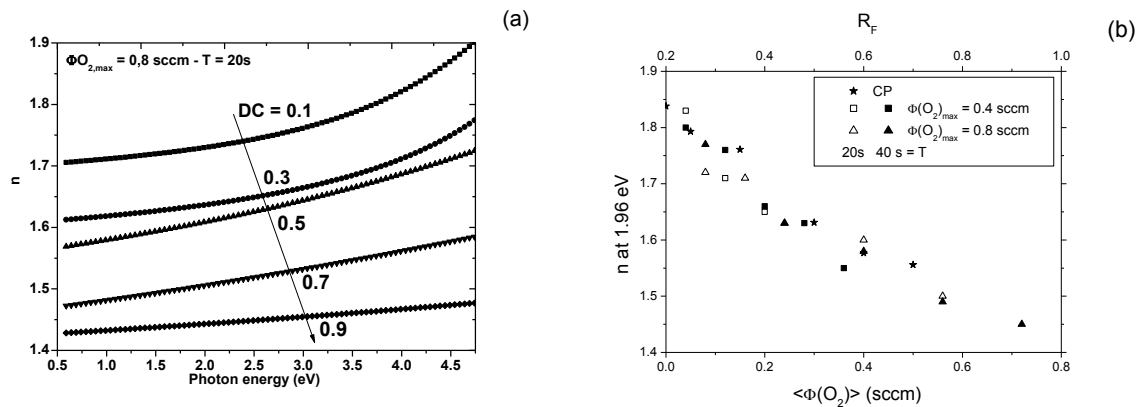 (a)
1.9
1.8
1.7
1.6
1.5
1.4
n
ΦO2,max = 0,8 sccm - T = 20s
DC = 0.1
0.3
0.5
0.7
0.9
0.5 1.0 1.5 2.0 2.5 3.0 3.5 4.0 4.5
Photon energy (eV)
(b)
RF
0.2 0.4 0.6 0.8 1.0
1.9
1.8
1.7
1.6
1.5
1.4
n at 1.96 eV
CP
Φ(O2)max = 0.4 sccm
Φ(O2)max = 0.8 sccm
20s 40 s = T
0.0 0.2 0.4 0.6 0.8
<Φ(O2)> (sccm)